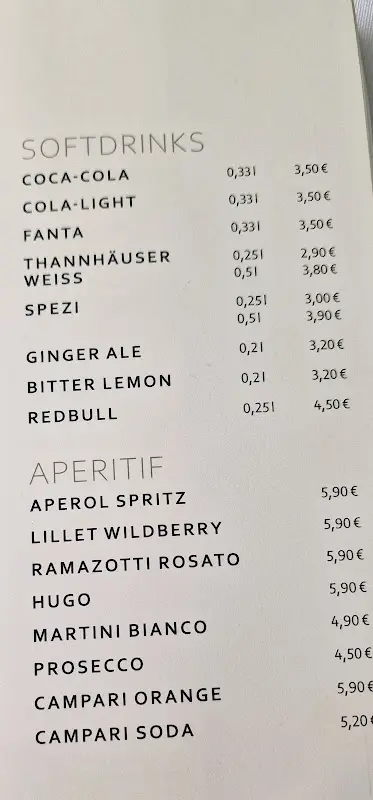 SOFTDRINKS
COCA-COLA 0,33l 3,50 €
COLA-LIGHT 0,33l 3,50 €
FANTA 0,33l 3,50 €
THANNHÄUSER 0,25l 2,90 €
WEISS 0,5l 3,80 €
SPEZI 0,25l 3,00 €
0,5l 3,90 €
GINGER ALE 0,2l 3,20 €
BITTER LEMON 0,2l 3,20 €
REDBULL 0,25l 4,50 €
APERITIF
APEROL SPRITZ 5,90 €
LILLET WILDBERRY 5,90 €
RAMAZOTTI ROSATO 5,90 €
HUGO 5,90 €
MARTINI BIANCO 4,90 €
PROSECCO 4,50 €
CAMPARI ORANGE 5,90 €
CAMPARI SODA 5,20 €